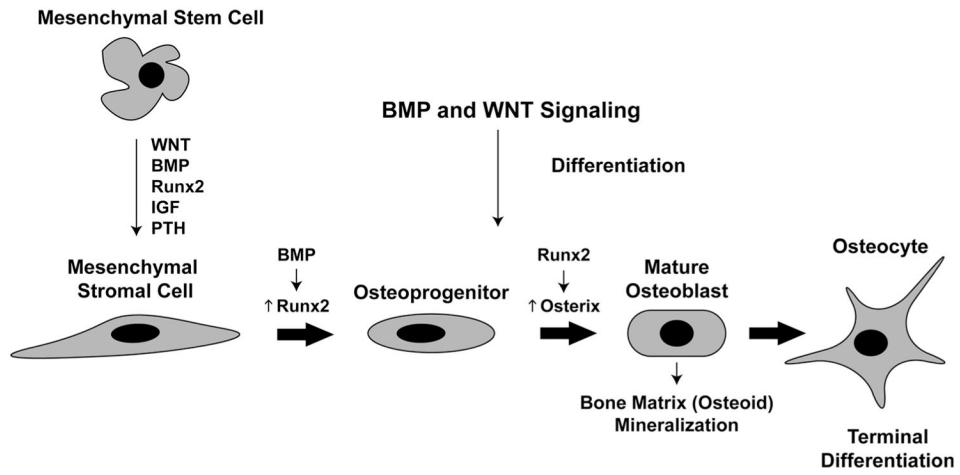 Mesenchymal Stem Cell
WNT
BMP
Runx2
IGF
PTH
BMP and WNT Signaling
Differentiation
Mesenchymal
Stromal Cell
BMP
↑Runx2
Osteoprogenitor
Runx2
↑Osterix
Mature
Osteoblast
Bone Matrix (Osteoid)
Mineralization
Osteocyte
Terminal
Differentiation